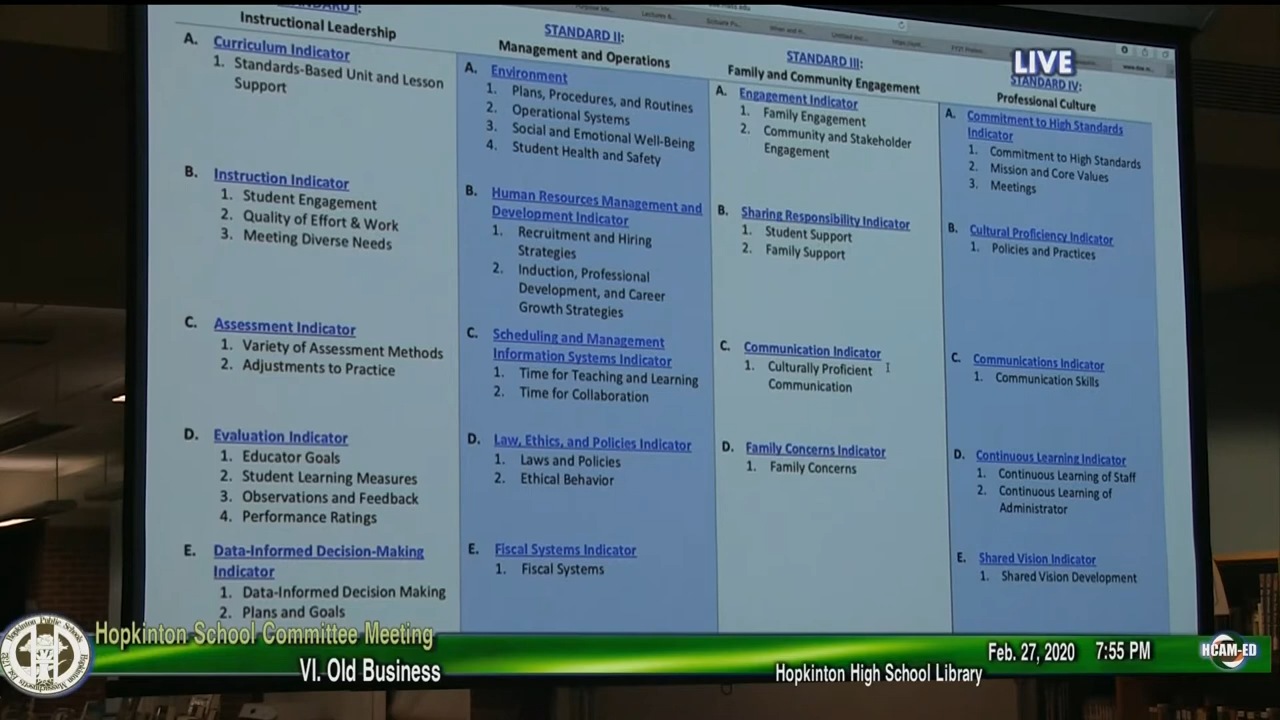 STANDARD I:
Instructional Leadership
A. Curriculum Indicator
1. Standards-Based Unit and Lesson
Support
B. Instruction Indicator
1. Student Engagement
2. Quality of Effort & Work
3. Meeting Diverse Needs
C. Assessment Indicator
1. Variety of Assessment Methods
2. Adjustments to Practice
D. Evaluation Indicator
1. Educator Goals
2. Student Learning Measures
3. Observations and Feedback
4. Performance Ratings
E. Data-Informed Decision-Making
Indicator
1. Data-Informed Decision Making
2. Plans and Goals
STANDARD II:
Management and Operations
A. Environment
1. Plans, Procedures, and Routines
2. Operational Systems
3. Social and Emotional Well-Being
4. Student Health and Safety
B. Human Resources Management and
Development Indicator
1. Recruitment and Hiring
Strategies
2. Induction, Professional
Development, and Career
Growth Strategies
C. Scheduling and Management
Information Systems Indicator
1. Time for Teaching and Learning
2. Time for Collaboration
D. Law, Ethics, and Policies Indicator
1. Laws and Policies
2. Ethical Behavior
E. Fiscal Systems Indicator
1. Fiscal Systems
STANDARD III:
Family and Community Engagement
A. Engagement Indicator
1. Family Engagement
2. Community and Stakeholder
Engagement
B. Sharing Responsibility Indicator
1. Student Support
2. Family Support
C. Communication Indicator
1. Culturally Proficient
Communication
D. Family Concerns Indicator
1. Family Concerns
LIVE
STANDARD IV:
Professional Culture
A. Commitment to High Standards
Indicator
1. Commitment to High Standards
2. Mission and Core Values
3. Meetings
B. Cultural Proficiency Indicator
1. Policies and Practices
C. Communications Indicator
1. Communication Skills
D. Continuous Learning Indicator
1. Continuous Learning of Staff
2. Continuous Learning of
Administrator
E. Shared Vision Indicator
1. Shared Vision Development
Hopkinton School Committee Meeting
VI. Old Business
Feb. 27, 2020 7:55 PM
Hopkinton High School Library
HCAM-ED